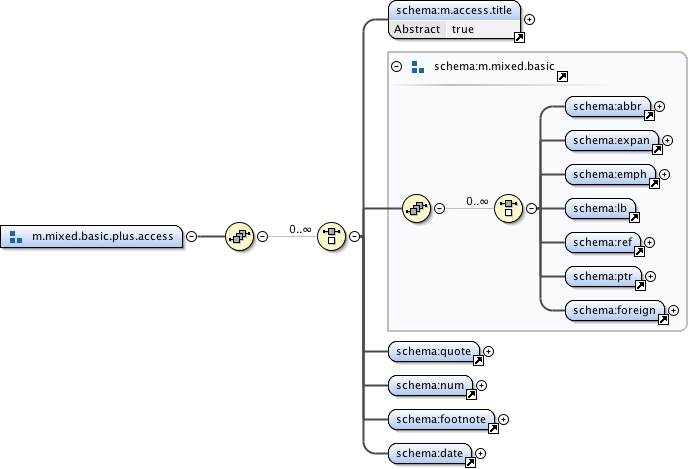 schema:m.access.title
Abstract true
schema:m.mixed.basic
schema:abbr
schema:expan
schema:emph
0..∞
schema:lb
m.mixed.basic.plus.access
0..∞
schema:ref
schema:ptr
schema:foreign
schema:quote
schema:num
schema:footnote
schema:date